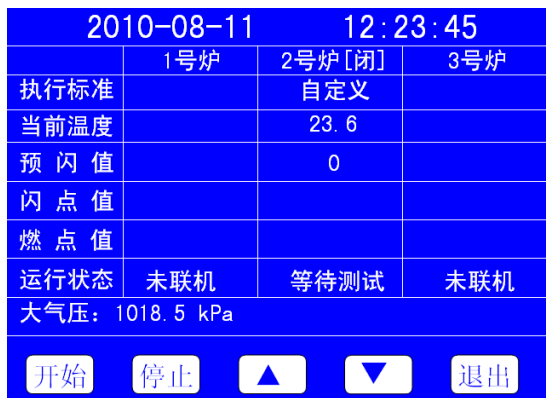 2010-08-11 12:23:45
1号炉 2号炉[闭] 3号炉
执行标准 自定义
当前温度 23.6
预闪值 0
闪点值
燃点值
运行状态 未联机 等待测试 未联机
大气压：1018.5 kPa
开始 停止 ▲ ▼ 退出